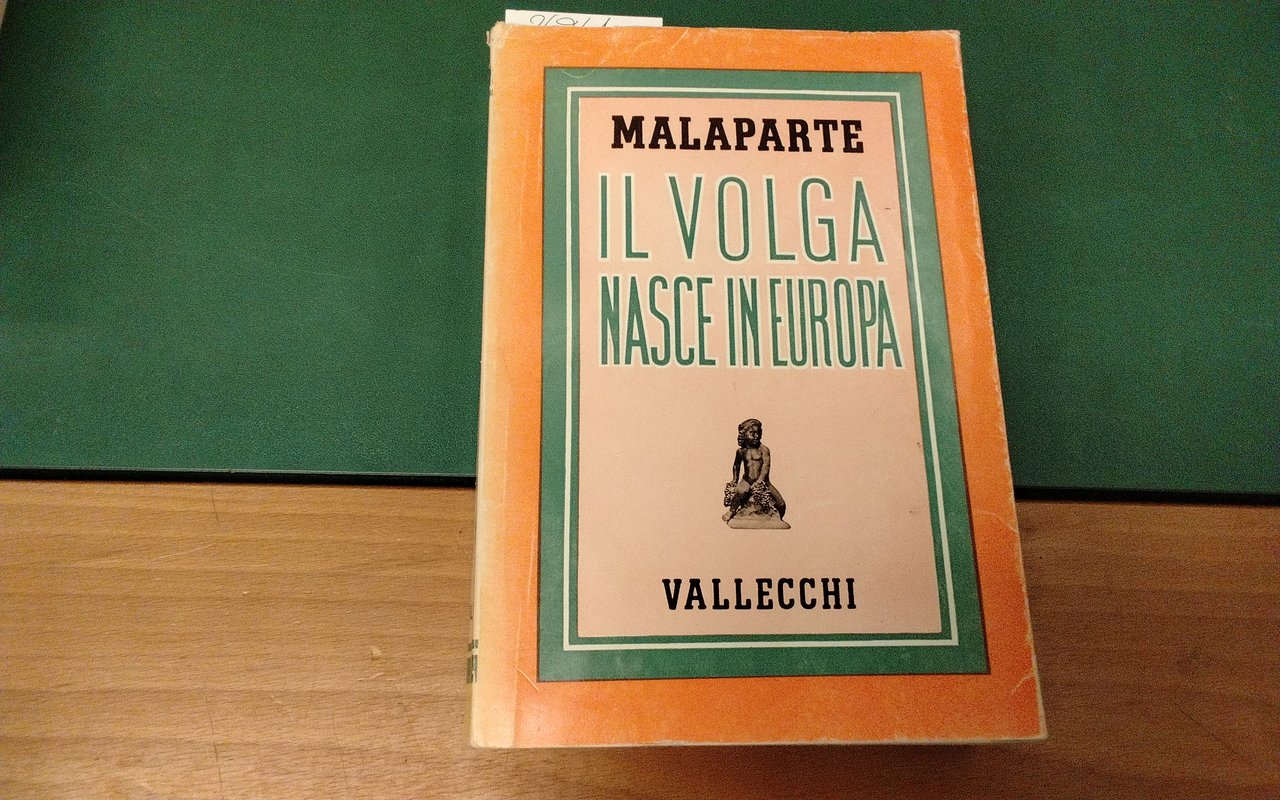 MALAPARTE
IL VOLGA
NASCE IN EUROPA
VALLECCHI